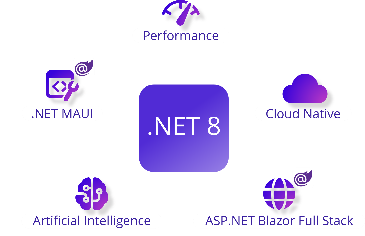 Performance
.NET MAUI
.NET 8
Cloud Native
Artificial Intelligence
ASP.NET Blazor Full Stack